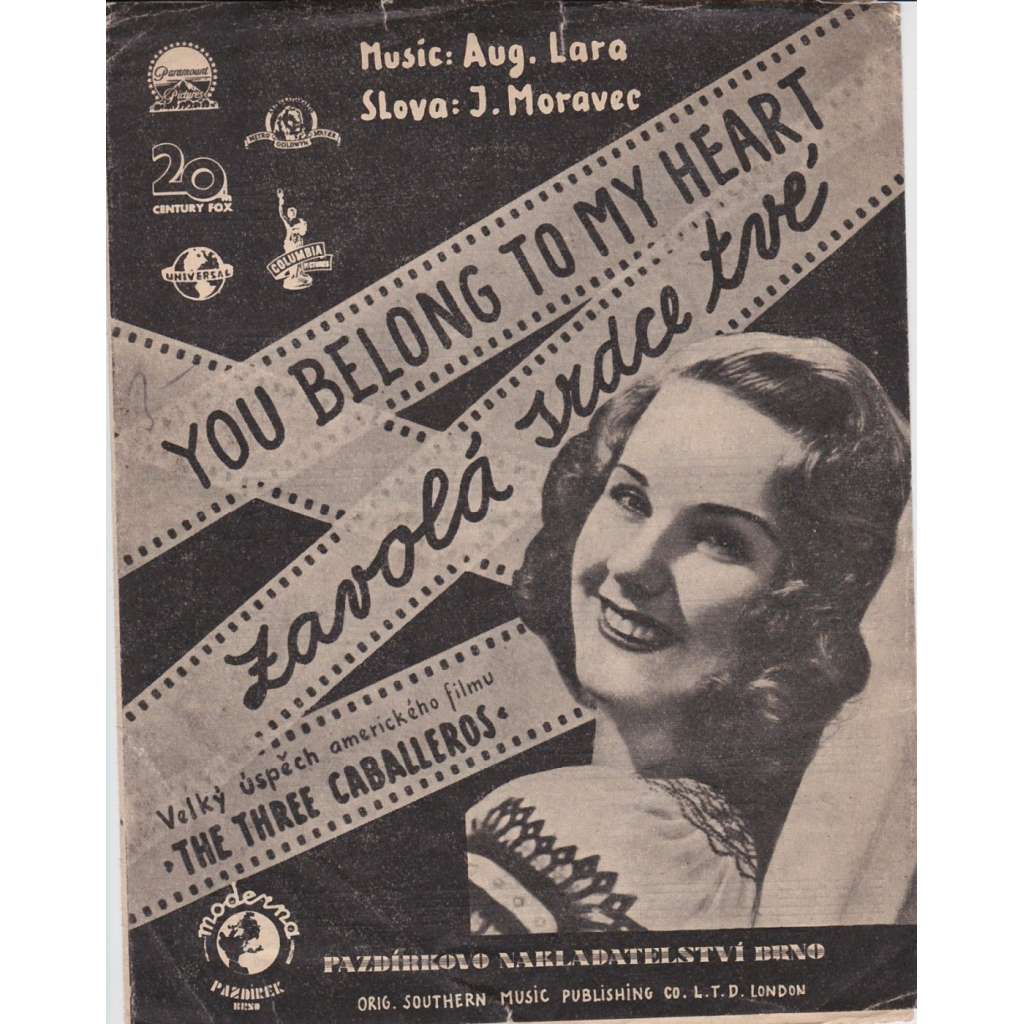 Music: Aug. Lara
Slova: J. Moravec
Paramount
Pictures
METRO GOLDWYN MAYER
20th
CENTURY FOX
COLUMBIA
PICTURES
UNIVERSAL
YOU BELONG TO MY HEART
Zavolá srdce tvé
Velký úspěch amerického filmu
›THE THREE CABALLEROS‹
moderna
PAZDÍREK
BRNO
PAZDÍRKOVO NAKLADATELSTVÍ BRNO
ORIG. SOUTHERN MUSIC PUBLISHING CO. L.T.D. LONDON